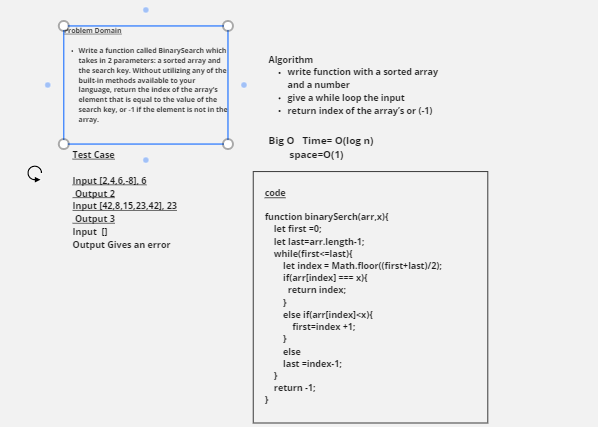 Problem Domain
• Write a function called BinarySearch which
takes in 2 parameters: a sorted array and
the search key. Without utilizing any of the
built-in methods available to your
language, return the index of the array's
element that is equal to the value of the
search key, or -1 if the element is not in the
array.
Test Case
Input [2,4,6,-8], 6
Output 2
Input [42,8,15,23,42], 23
Output 3
Input []
Output Gives an error
Algorithm
• write function with a sorted array
and a number
• give a while loop the input
• return index of the array's or (-1)
Big O Time= O(log n)
space=O(1)
code
function binarySerch(arr,x){
let first =0;
let last=arr.length-1;
while(first<=last){
let index = Math.floor((first+last)/2);
if(arr[index] === x){
return index;
}
else if(arr[index]<x){
first=index +1;
}
else
last =index-1;
}
return -1;
}